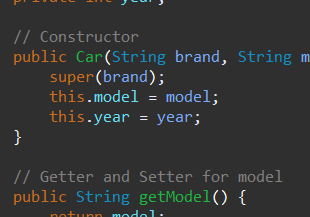 private int year;
// Constructor
public Car(String brand, String m
super(brand);
this.model = model;
this.year = year;
}
// Getter and Setter for model
public String getModel() {
return model;